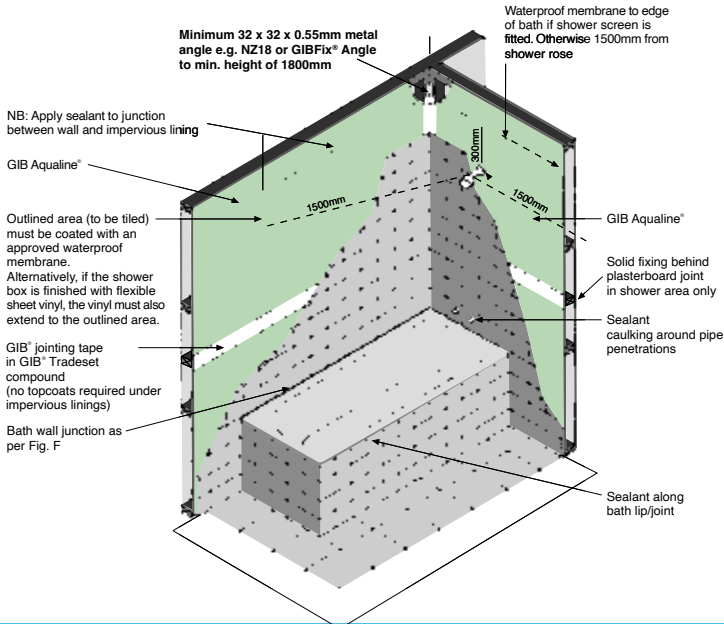 Waterproof membrane to edge
of bath if shower screen is
fitted. Otherwise 1500mm from
shower rose
Minimum 32 x 32 x 0.55mm metal
angle e.g. NZ18 or GIBFix® Angle
to min. height of 1800mm
NB: Apply sealant to junction
between wall and impervious lining
GIB Aqualine®
300mm
1500mm
1500mm
Outlined area (to be tiled)
must be coated with an
approved waterproof
membrane.
Alternatively, if the shower
box is finished with flexible
sheet vinyl, the vinyl must also
extend to the outlined area.
GIB Aqualine®
Solid fixing behind
plasterboard joint
in shower area only
Sealant
caulking around pipe
penetrations
GIB® jointing tape
in GIB® Tradeset
compound
(no topcoats required under
impervious linings)
Bath wall junction as
per Fig. F
Sealant along
bath lip/joint